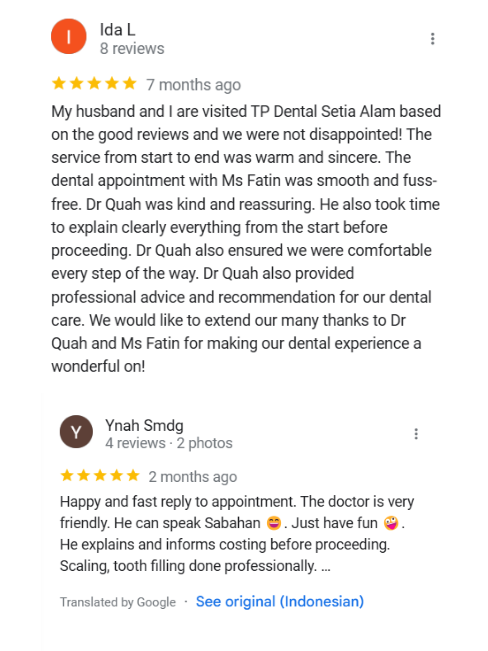 I
Ida L
8 reviews
7 months ago
My husband and I are visited TP Dental Setia Alam based
on the good reviews and we were not disappointed! The
service from start to end was warm and sincere. The
dental appointment with Ms Fatin was smooth and fuss-
free. Dr Quah was kind and reassuring. He also took time
to explain clearly everything from the start before
proceeding. Dr Quah also ensured we were comfortable
every step of the way. Dr Quah also provided
professional advice and recommendation for our dental
care. We would like to extend our many thanks to Dr
Quah and Ms Fatin for making our dental experience a
wonderful on!
Y
Ynah Smdg
4 reviews · 2 photos
2 months ago
Happy and fast reply to appointment. The doctor is very
friendly. He can speak Sabahan 😄. Just have fun 🤪.
He explains and informs costing before proceeding.
Scaling, tooth filling done professionally. ...
Translated by Google · See original (Indonesian)